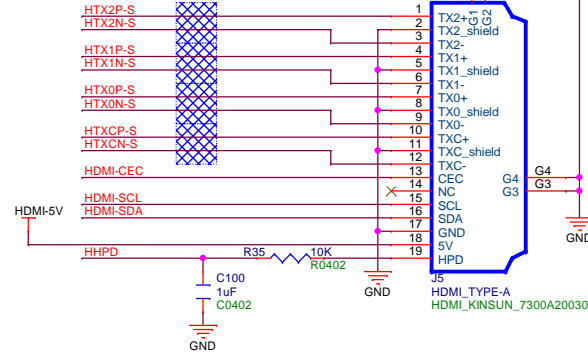 G1
G2
HTX2P-S 1 TX2+
HTX2N-S 2 TX2_shield
3 TX2-
HTX1P-S 4 TX1+
HTX1N-S 5 TX1_shield
6 TX1-
HTX0P-S 7 TX0+
HTX0N-S 8 TX0_shield
9 TX0-
HTXCP-S 10 TXC+
HTXCN-S 11 TXC_shield
12 TXC-
HDMI-CEC 13 CEC G4 G4
14 NC G3 G3
HDMI-SCL 15 SCL
HDMI-SDA 16 SDA
HDMI-5V 17 GND
18 5V
HHPD R35 10K 19 HPD
R0402
GND
C100
1uF
C0402
GND
GND
J5
HDMI_TYPE-A
HDMI_KINSUN_7300A20030